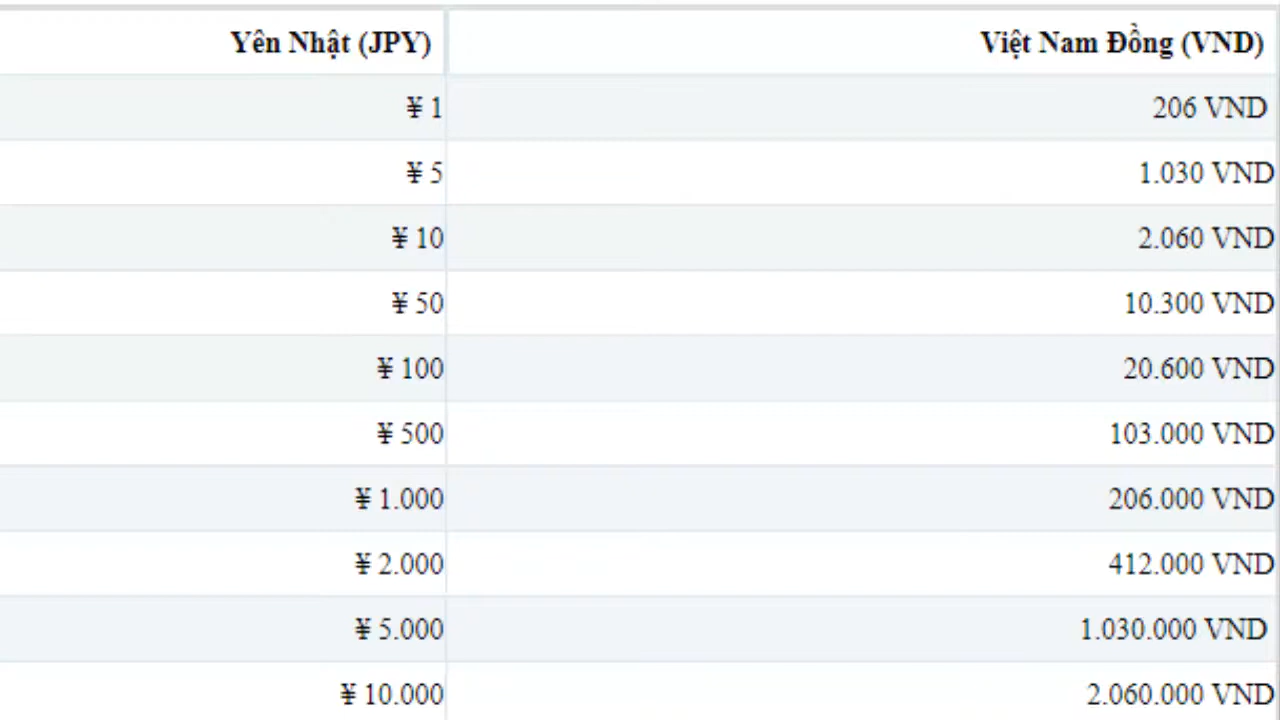 Yên Nhật (JPY) Việt Nam Đồng (VND)
¥ 1 206 VND
¥ 5 1.030 VND
¥ 10 2.060 VND
¥ 50 10.300 VND
¥ 100 20.600 VND
¥ 500 103.000 VND
¥ 1.000 206.000 VND
¥ 2.000 412.000 VND
¥ 5.000 1.030.000 VND
¥ 10.000 2.060.000 VND